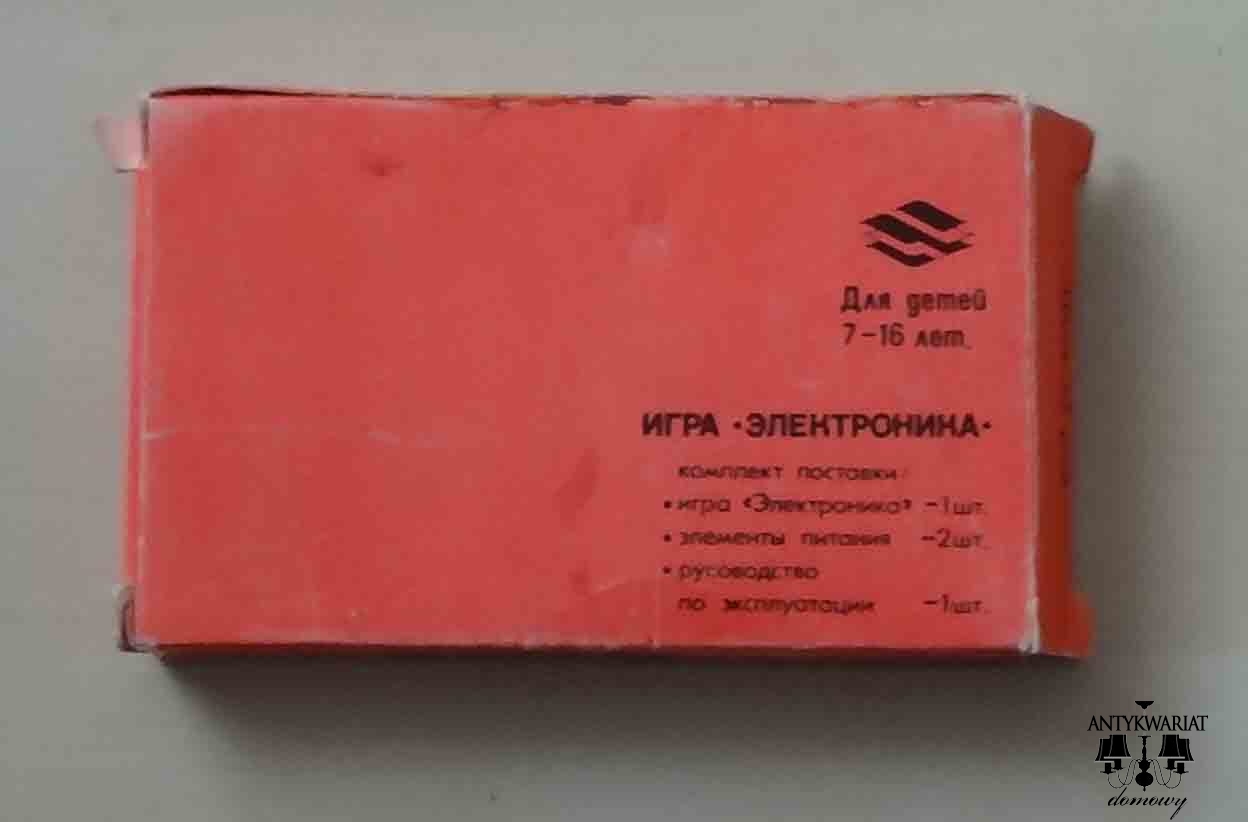 Для детей
7-16 лет.
ИГРА •ЭЛЕКТРОНИКА•
комплект поставки:
• игра «Электроника» -1шт.
• элементы питания -2шт.
• русоводство
по эксплуатации -1шт.
ANTYKWARIAT
domowy